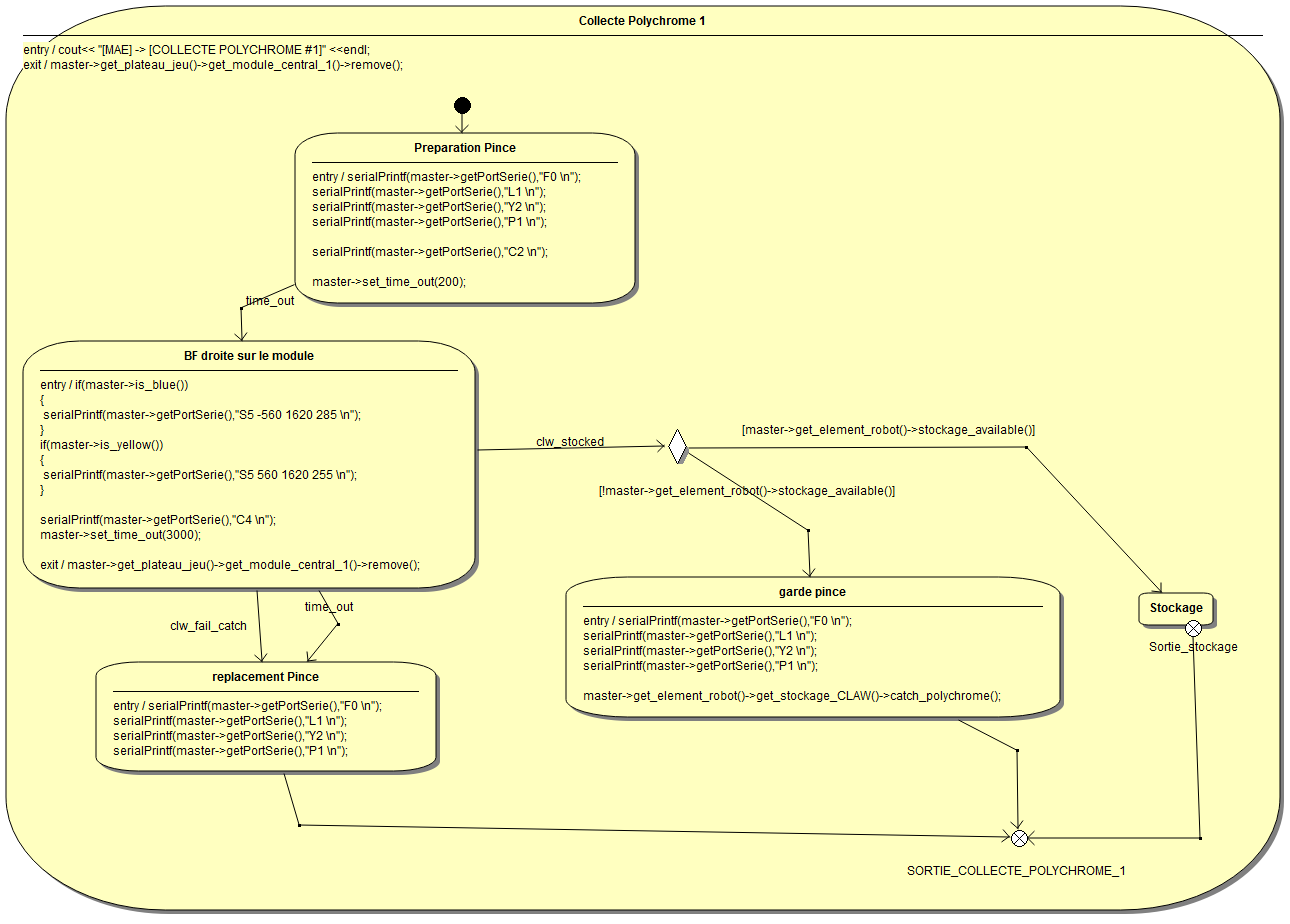 Collecte Polychrome 1
entry / cout<< "[MAE] -> [COLLECTE POLYCHROME #1]" <<endl;
exit / master->get_plateau_jeu()->get_module_central_1()->remove();
Preparation Pince
entry / serialPrintf(master->getPortSerie(),"F0 \n");
serialPrintf(master->getPortSerie(),"L1 \n");
serialPrintf(master->getPortSerie(),"Y2 \n");
serialPrintf(master->getPortSerie(),"P1 \n");
serialPrintf(master->getPortSerie(),"C2 \n");
master->set_time_out(200);
time_out
BF droite sur le module
entry / if(master->is_blue())
{
serialPrintf(master->getPortSerie(),"S5 -560 1620 285 \n");
}
if(master->is_yellow())
{
serialPrintf(master->getPortSerie(),"S5 560 1620 255 \n");
}
serialPrintf(master->getPortSerie(),"C4 \n");
master->set_time_out(3000);
exit / master->get_plateau_jeu()->get_module_central_1()->remove();
clw_stocked
[master->get_element_robot()->stockage_available()]
[!master->get_element_robot()->stockage_available()]
garde pince
entry / serialPrintf(master->getPortSerie(),"F0 \n");
serialPrintf(master->getPortSerie(),"L1 \n");
serialPrintf(master->getPortSerie(),"Y2 \n");
serialPrintf(master->getPortSerie(),"P1 \n");
master->get_element_robot()->get_stockage_CLAW()->catch_polychrome();
Stockage
Sortie_stockage
time_out
clw_fail_catch
replacement Pince
entry / serialPrintf(master->getPortSerie(),"F0 \n");
serialPrintf(master->getPortSerie(),"L1 \n");
serialPrintf(master->getPortSerie(),"Y2 \n");
serialPrintf(master->getPortSerie(),"P1 \n");
SORTIE_COLLECTE_POLYCHROME_1